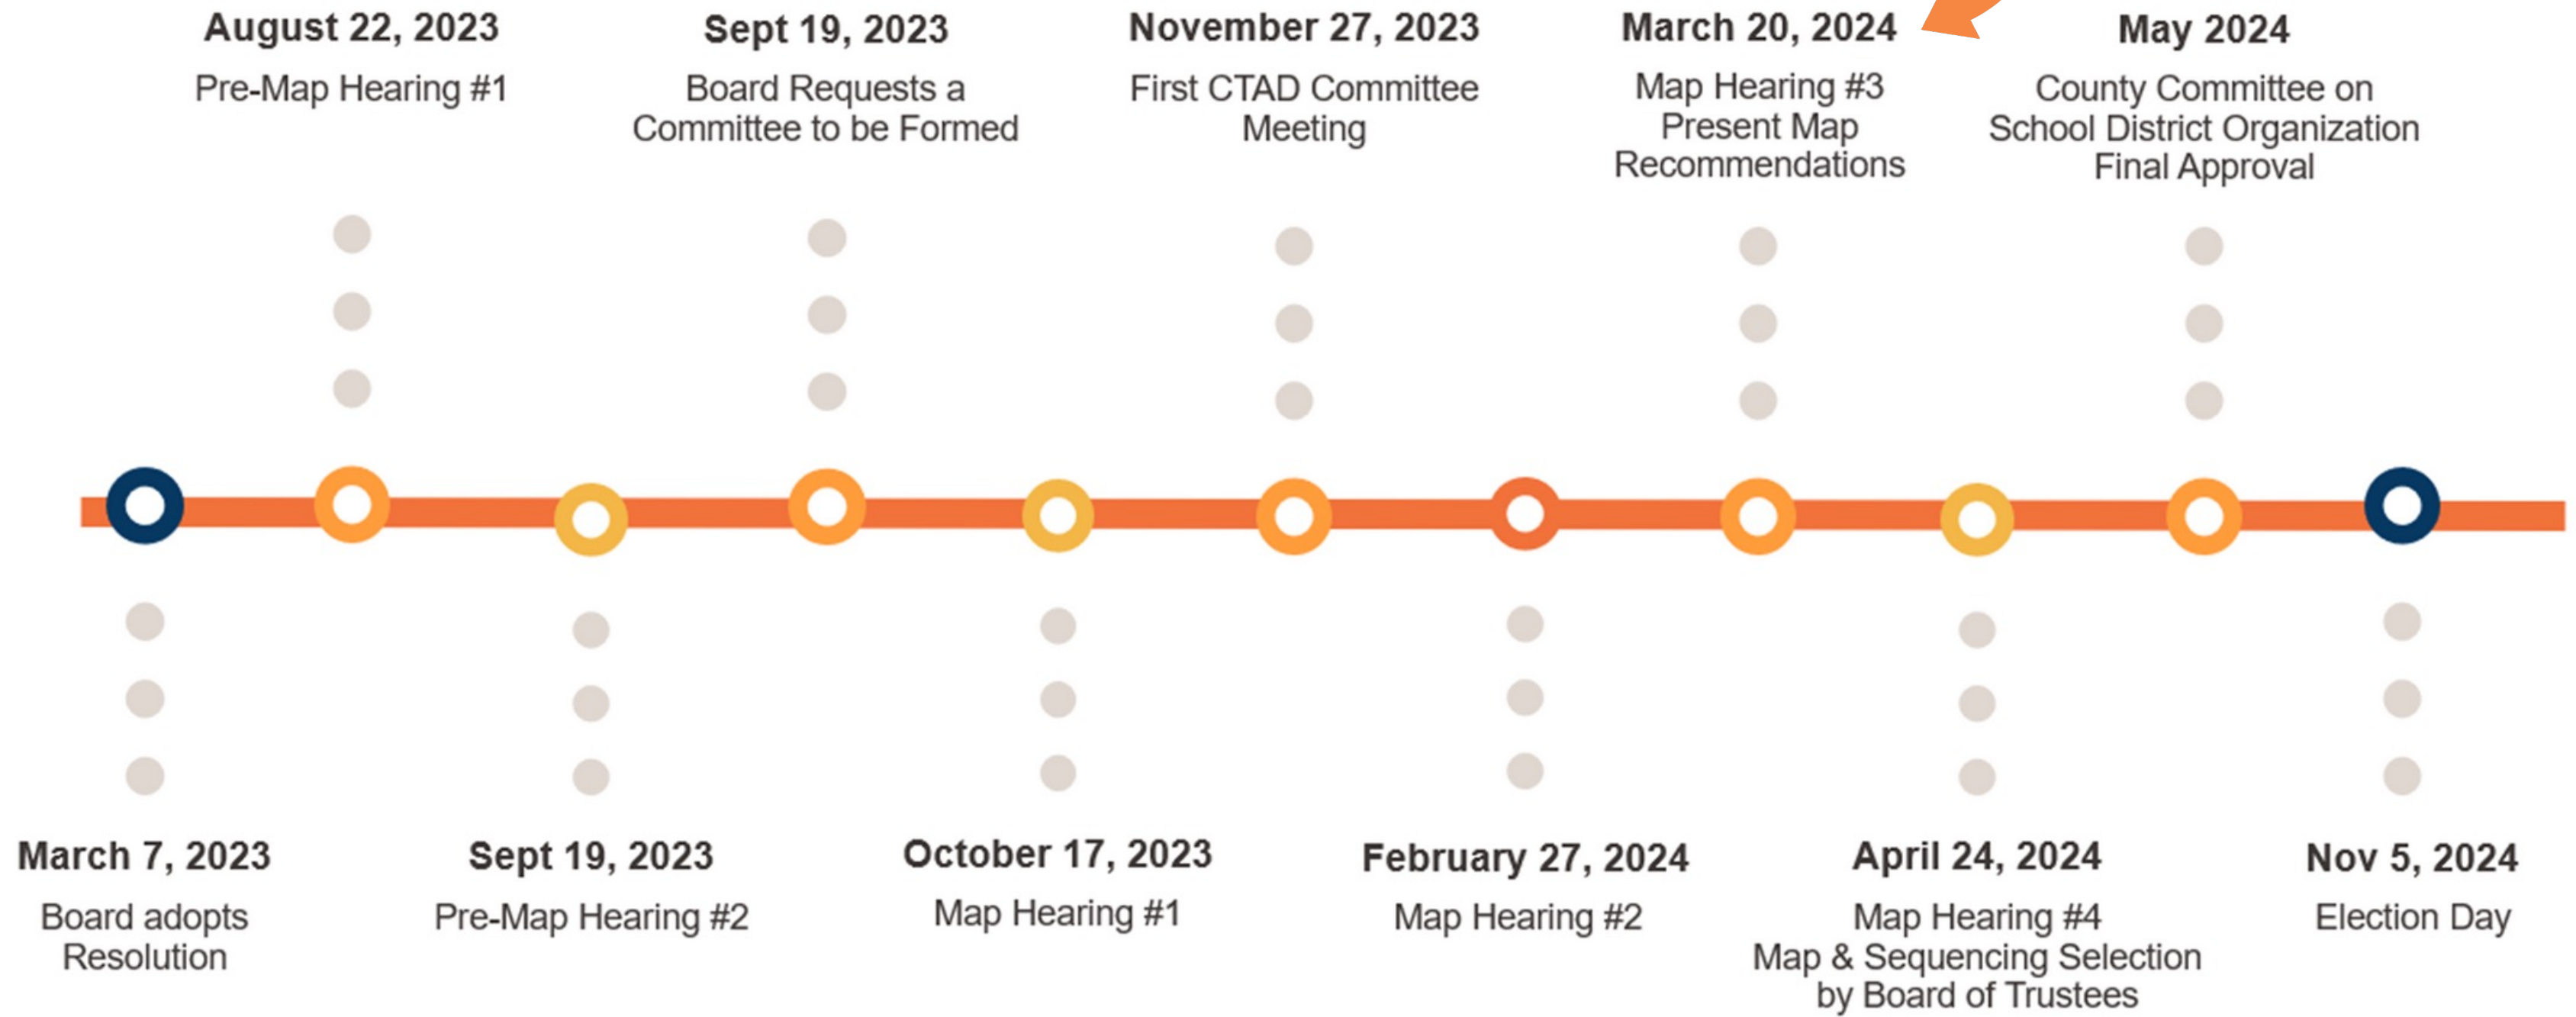 August 22, 2023
Pre-Map Hearing #1
Sept 19, 2023
Board Requests a
Committee to be Formed
November 27, 2023
First CTAD Committee
Meeting
March 20, 2024
Map Hearing #3
Present Map
Recommendations
May 2024
County Committee on
School District Organization
Final Approval
March 7, 2023
Board adopts
Resolution
Sept 19, 2023
Pre-Map Hearing #2
October 17, 2023
Map Hearing #1
February 27, 2024
Map Hearing #2
April 24, 2024
Map Hearing #4
Map & Sequencing Selection
by Board of Trustees
Nov 5, 2024
Election Day